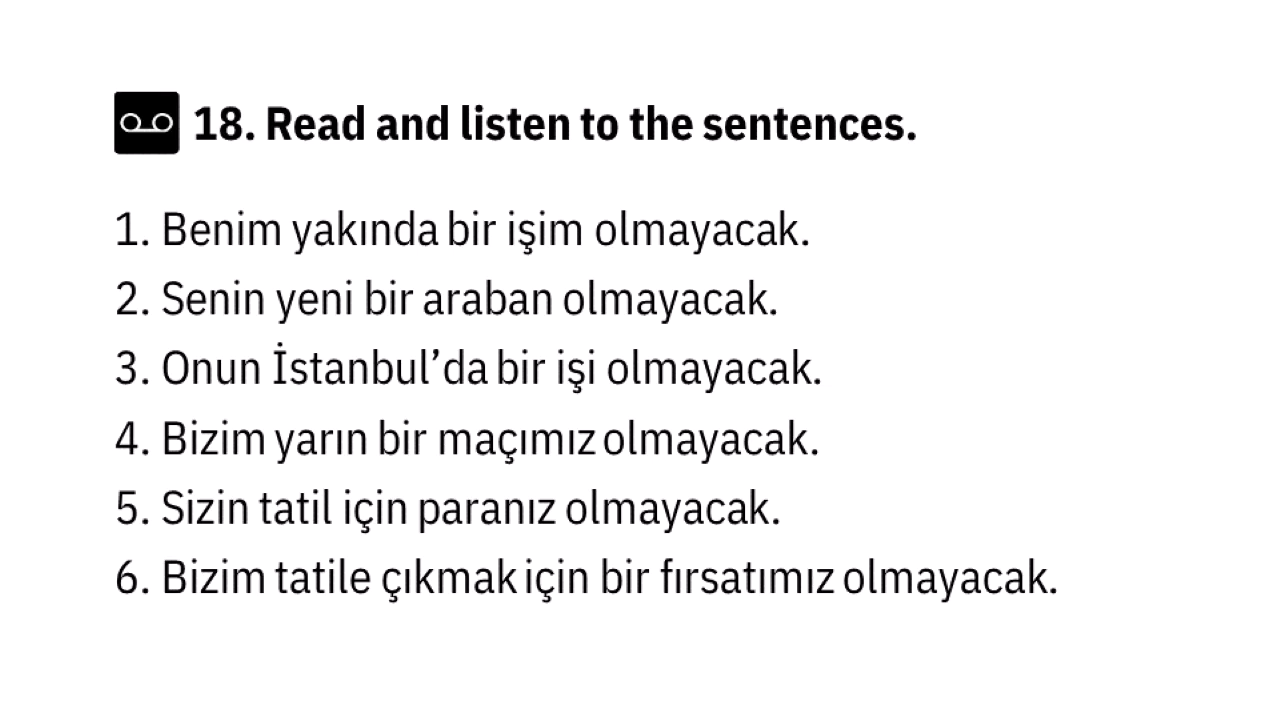 18. Read and listen to the sentences.
1. Benim yakında bir işim olmayacak.
2. Senin yeni bir araban olmayacak.
3. Onun İstanbul’da bir işi olmayacak.
4. Bizim yarın bir maçımız olmayacak.
5. Sizin tatil için paranız olmayacak.
6. Bizim tatile çıkmak için bir fırsatımız olmayacak.